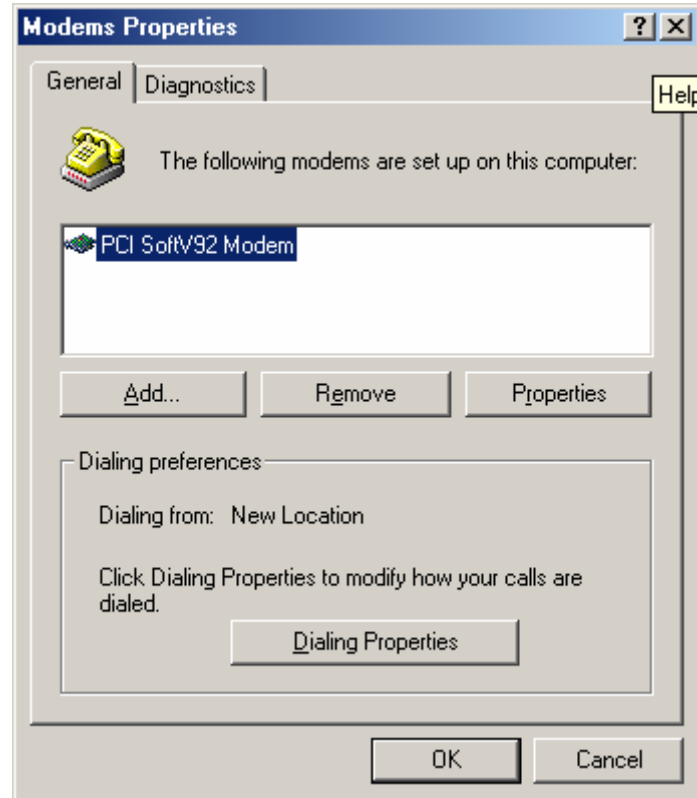 Modems Properties
General
Diagnostics
Help
The following modems are set up on this computer:
PCI SoftV92 Modem
Add...
Remove
Properties
Dialing preferences
Dialing from: New Location
Click Dialing Properties to modify how your calls are
dialed.
Dialing Properties
OK
Cancel